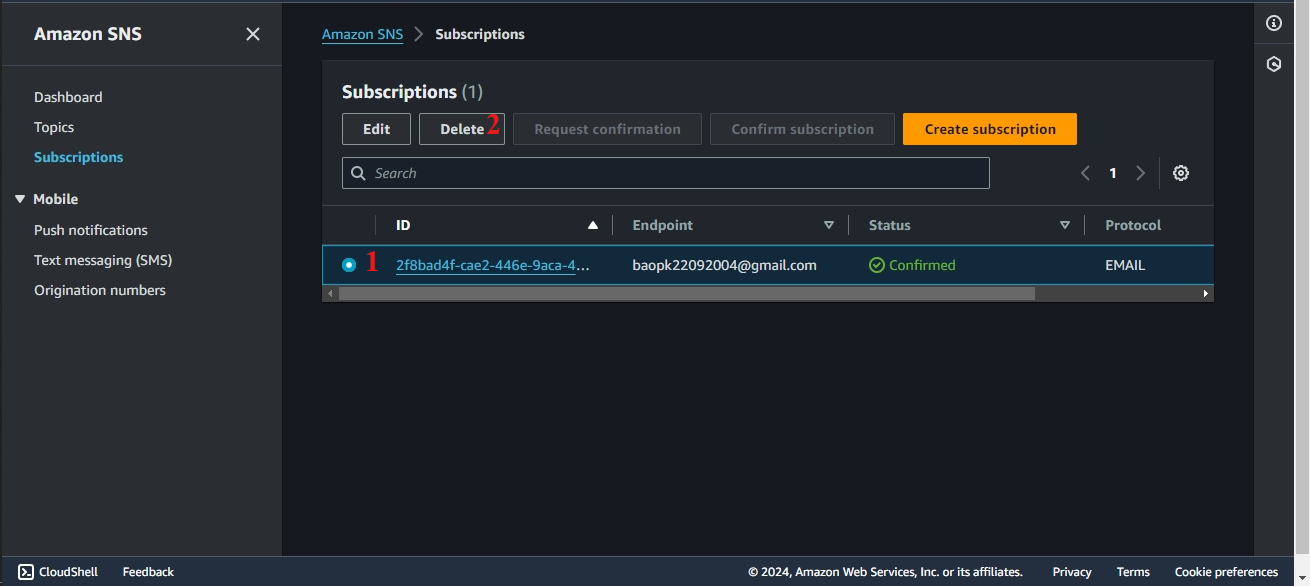 Amazon SNS
Dashboard
Topics
Subscriptions
Mobile
Push notifications
Text messaging (SMS)
Origination numbers
Amazon SNS > Subscriptions
Subscriptions (1)
Edit Delete 2 Request confirmation Confirm subscription Create subscription
Search 1
ID Endpoint Status Protocol
1 2f8bad4f-cae2-446e-9aca-4... baopk22092004@gmail.com Confirmed EMAIL
CloudShell Feedback © 2024, Amazon Web Services, Inc. or its affiliates. Privacy Terms Cookie preferences